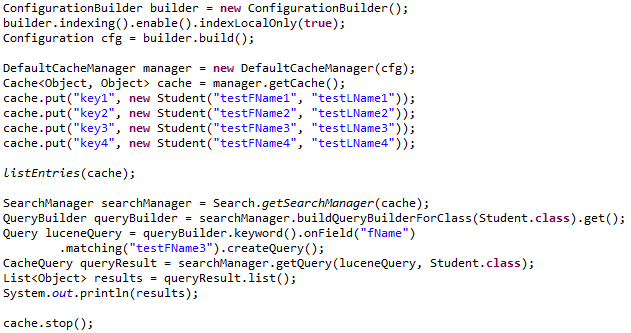 ConfigurationBuilder builder = new ConfigurationBuilder();
builder.indexing().enable().indexLocalOnly(true);
Configuration cfg = builder.build();
DefaultCacheManager manager = new DefaultCacheManager(cfg);
Cache<Object, Object> cache = manager.getCache();
cache.put("key1", new Student("testFName1", "testLName1"));
cache.put("key2", new Student("testFName2", "testLName2"));
cache.put("key3", new Student("testFName3", "testLName3"));
cache.put("key4", new Student("testFName4", "testLName4"));
listEntries(cache);
SearchManager searchManager = Search.getSearchManager(cache);
QueryBuilder queryBuilder = searchManager.buildQueryBuilderForClass(Student.class).get();
Query luceneQuery = queryBuilder.keyword().onField("fName")
.matching("testFName3").createQuery();
CacheQuery queryResult = searchManager.getQuery(luceneQuery, Student.class);
List<Object> results = queryResult.list();
System.out.println(results);
cache.stop();